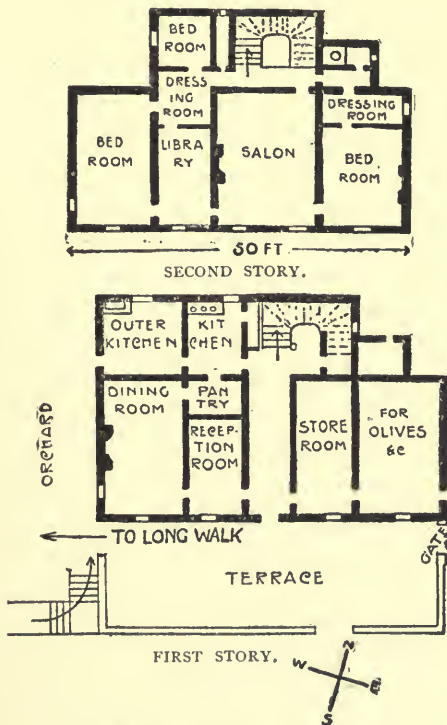 BED
ROOM
DRESS
ING
ROOM
DRESSING
ROOM
BED
ROOM
LIBRA
RY
SALON
BED
ROOM
50 FT
SECOND STORY.
OUTER
KITCHEN
KIT
CHEN
DINING
ROOM
PAN
TRY
RECEP-
TION
ROOM
STORE
ROOM
FOR
OLIVES
&C
ORCHARD
TO LONG WALK
GATE
TERRACE
FIRST STORY.
N
W
E
S